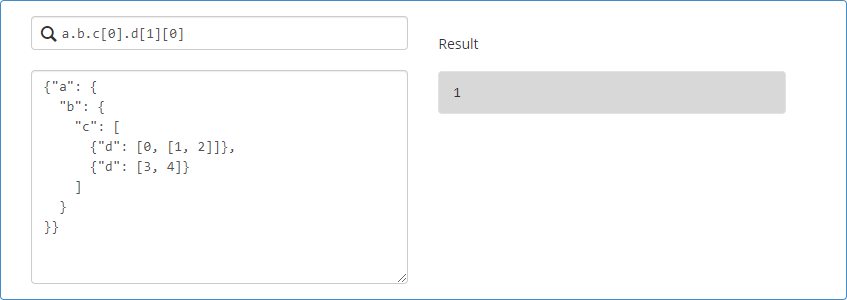 a.b.c[0].d[1][0]
{"a": {
  "b": {
    "c": [
      {"d": [0, [1, 2]]},
      {"d": [3, 4]}
    ]
  }
}}
Result
1